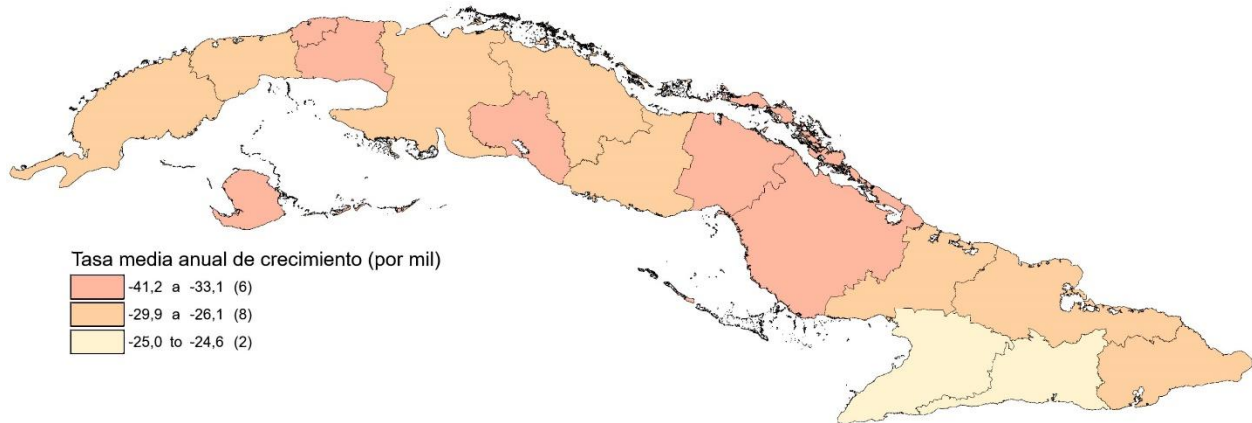 Tasa media anual de crecimiento (por mil)
-41,2 a -33,1 (6)
-29,9 a -26,1 (8)
-25,0 to -24,6 (2)